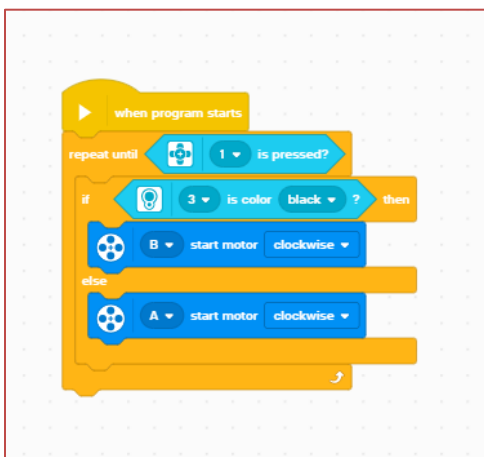 when program starts
repeat until 1 is pressed?
if 3 is color black ? then
B start motor clockwise
else
A start motor clockwise